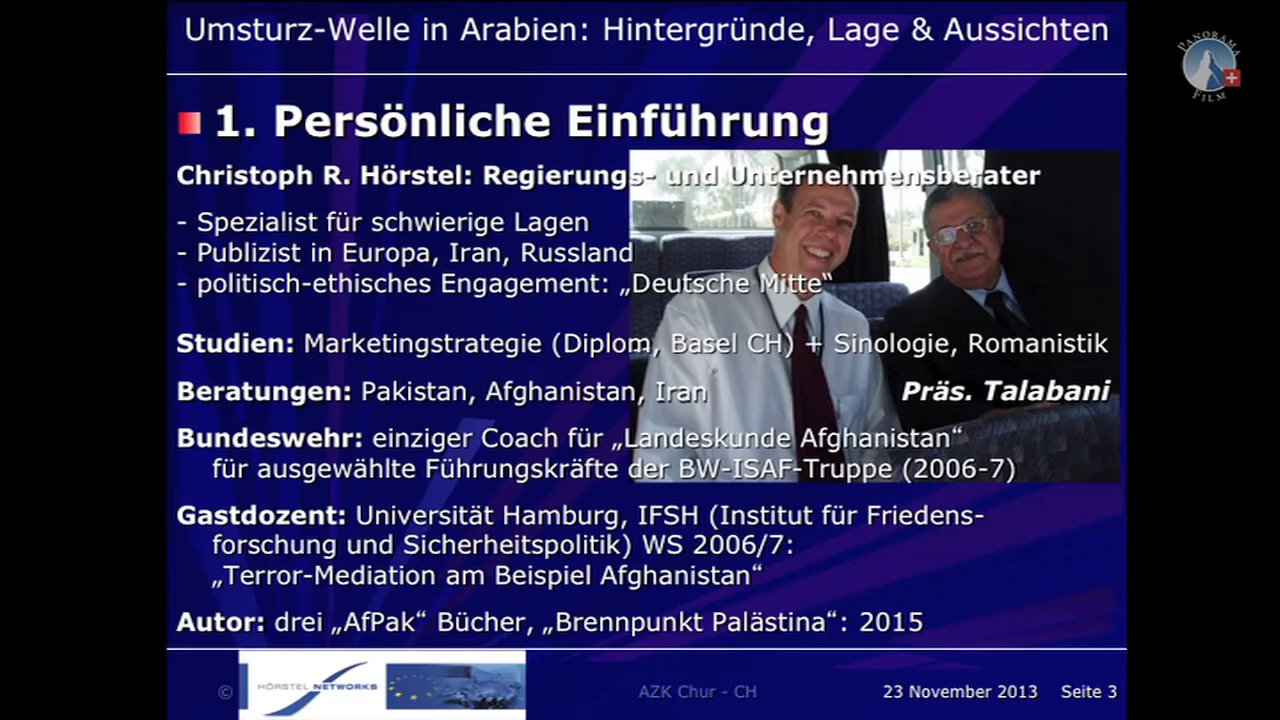 Umsturz-Welle in Arabien: Hintergründe, Lage & Aussichten
PANORAMA
FILM
1. Persönliche Einführung
Christoph R. Hörstel: Regierungs- und Unternehmensberater
- Spezialist für schwierige Lagen
- Publizist in Europa, Iran, Russland
- politisch-ethisches Engagement: „Deutsche Mitte“
Studien: Marketingstrategie (Diplom, Basel CH) + Sinologie, Romanistik
Beratungen: Pakistan, Afghanistan, Iran
Präs. Talabani
Bundeswehr: einziger Coach für „Landeskunde Afghanistan“
für ausgewählte Führungskräfte der BW-ISAF-Truppe (2006-7)
Gastdozent: Universität Hamburg, IFSH (Institut für Friedens-
forschung und Sicherheitspolitik) WS 2006/7:
„Terror-Mediation am Beispiel Afghanistan“
Autor: drei „AfPak“ Bücher, „Brennpunkt Palästina“: 2015
© HÖRSTEL NETWORKS
AZK Chur - CH
23 November 2013 Seite 3